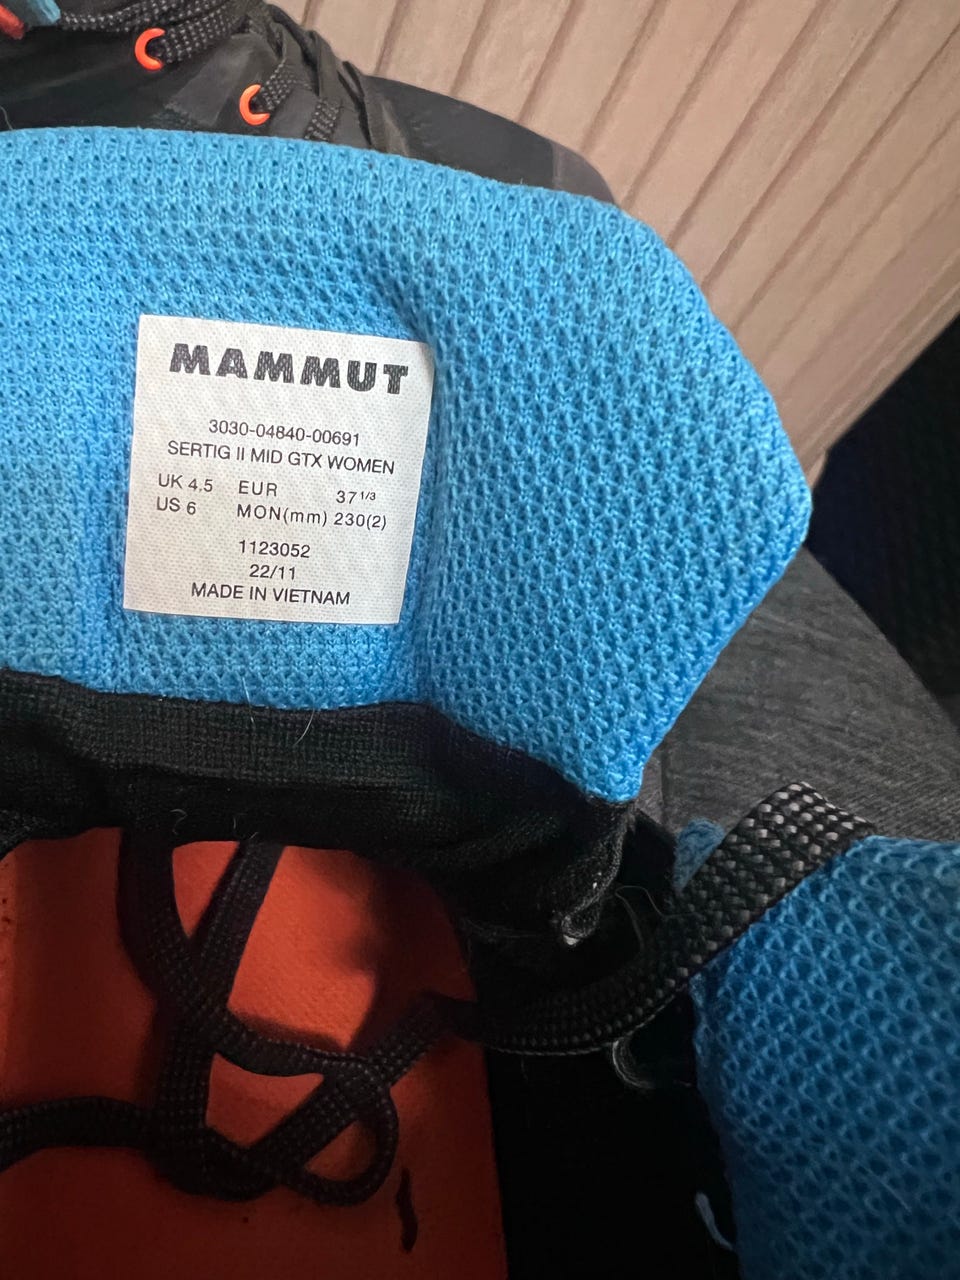 MAMMUT
3030-04840-00691
SERTIG II MID GTX WOMEN
UK 4.5 EUR 37 1/3
US 6 MON(mm) 230(2)
1123052
22/11
MADE IN VIETNAM